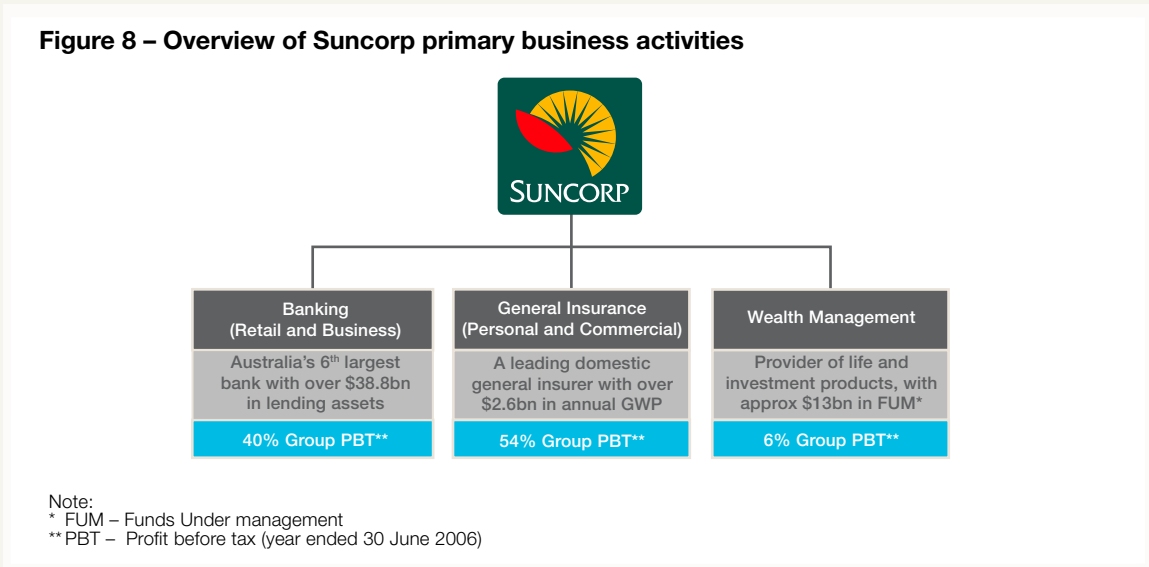 Figure 8 – Overview of Suncorp primary business activities
SUNCORP
Banking
(Retail and Business)
Australia's 6th largest
bank with over $38.8bn
in lending assets
40% Group PBT**
General Insurance
(Personal and Commercial)
A leading domestic
general insurer with over
$2.6bn in annual GWP
54% Group PBT**
Wealth Management
Provider of life and
investment products, with
approx $13bn in FUM*
6% Group PBT**
Note:
* FUM – Funds Under management
** PBT – Profit before tax (year ended 30 June 2006)